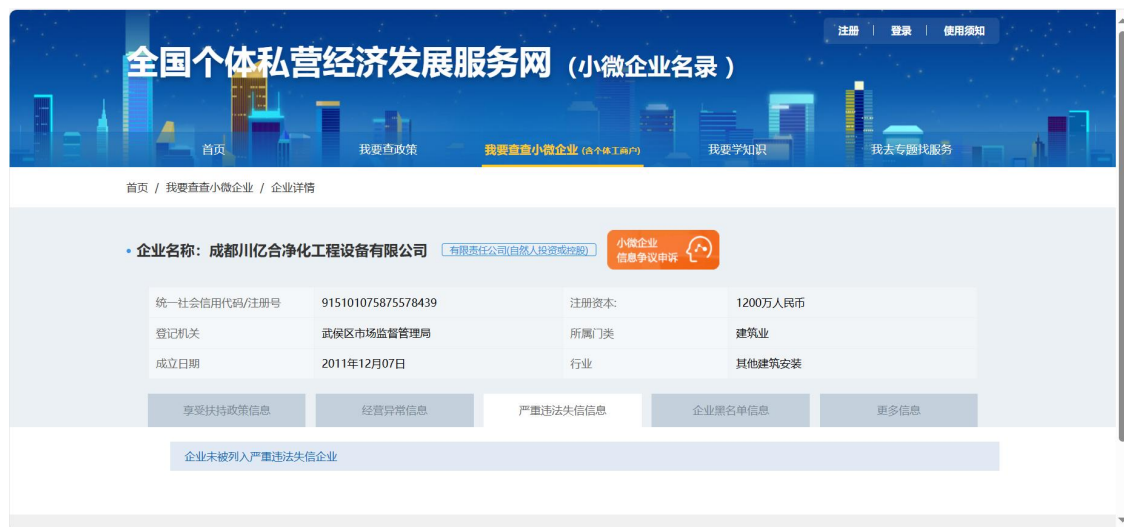 注册 | 登录 | 使用须知
全国个体私营经济发展服务网 (小微企业名录 )
首页 我要查政策 我要查查小微企业 (含个体工商户) 我要学知识 我去专题找服务
首页 / 我要查查小微企业 / 企业详情
• 企业名称: 成都川亿合净化工程设备有限公司 有限责任公司(自然人投资或控股) 小微企业
信息争议申诉
统一社会信用代码/注册号 915101075875578439 注册资本: 1200万人民币
登记机关 武侯区市场监督管理局 所属门类 建筑业
成立日期 2011年12月07日 行业 其他建筑安装
享受扶持政策信息 经营异常信息 严重违法失信信息 企业黑名单信息 更多信息
企业未被列入严重违法失信企业